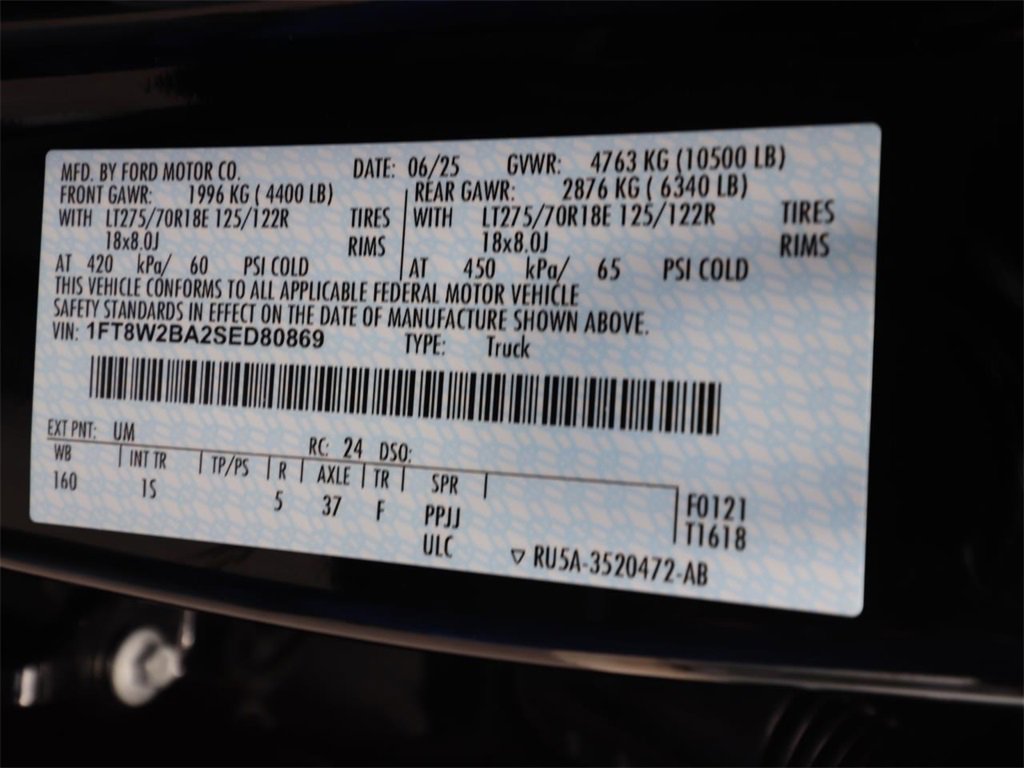 MFD. BY FORD MOTOR CO. DATE: 06/25 GVWR: 4763 KG (10500 LB)
FRONT GAWR: 1996 KG ( 4400 LB) REAR GAWR: 2876 KG ( 6340 LB)
WITH LT275/70R18E 125/122R TIRES WITH LT275/70R18E 125/122R TIRES
18x8.0J RIMS 18x8.0J RIMS
AT 420 kPa/ 60 PSI COLD AT 450 kPa/ 65 PSI COLD
THIS VEHICLE CONFORMS TO ALL APPLICABLE FEDERAL MOTOR VEHICLE
SAFETY STANDARDS IN EFFECT ON THE DATE OF MANUFACTURE SHOWN ABOVE.
VIN: 1FT8W2BA2SED80869 TYPE: Truck
EXT PNT: UM RC: 24 DSO:
WB INT TR TP/PS R AXLE TR SPR
160 1S 5 37 F PPJJ F0121
ULC T1618
▽ RU5A-3520472-AB